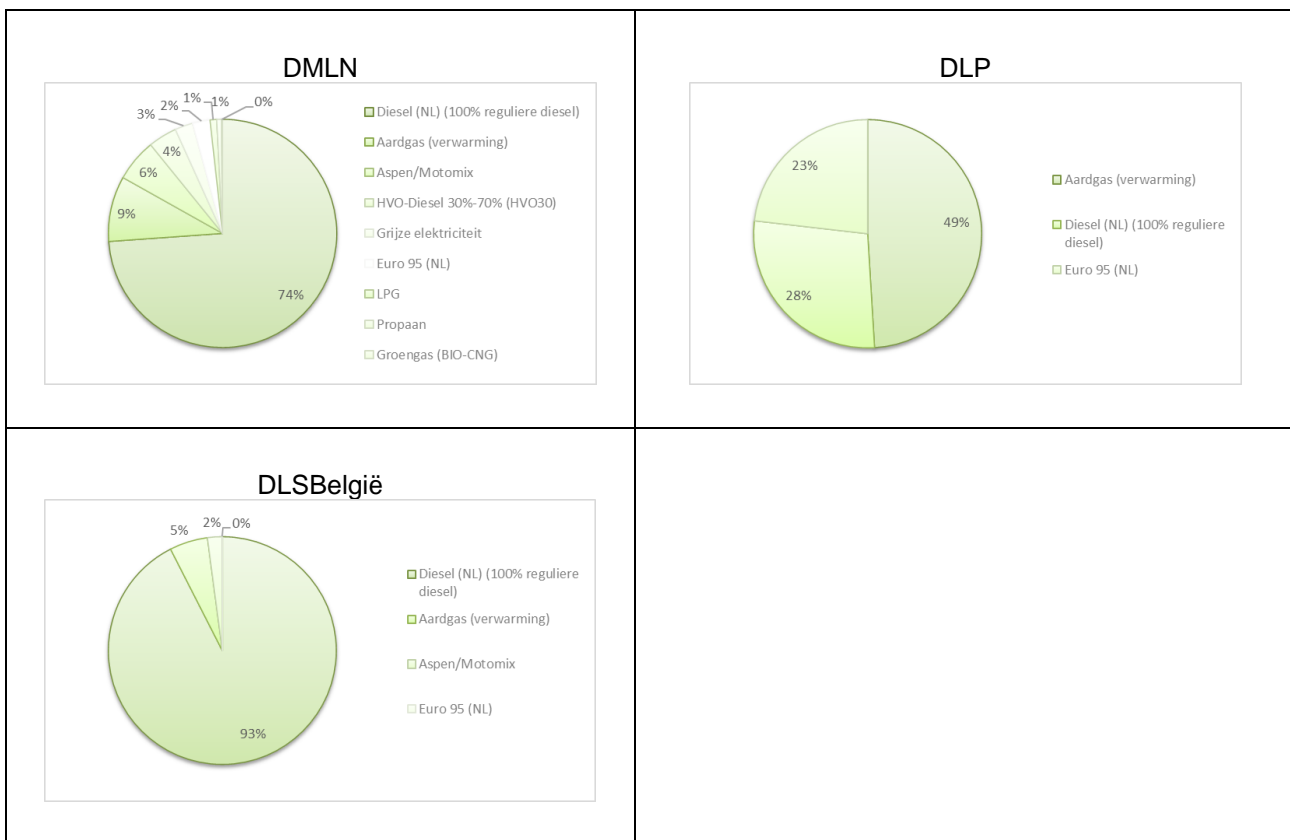 DMLN
3%
2%
1%
1%
0%
4%
6%
9%
74%
Diesel (NL) (100% reguliere diesel)
Aardgas (verwarming)
Aspen/Motomix
HVO-Diesel 30%-70% (HVO30)
Grijze elektriciteit
Euro 95 (NL)
LPG
Propaan
Groengas (BIO-CNG)
DLP
23%
49%
28%
Aardgas (verwarming)
Diesel (NL) (100% reguliere
diesel)
Euro 95 (NL)
DLSBelgië
5%
2%
0%
93%
Diesel (NL) (100% reguliere
diesel)
Aardgas (verwarming)
Aspen/Motomix
Euro 95 (NL)